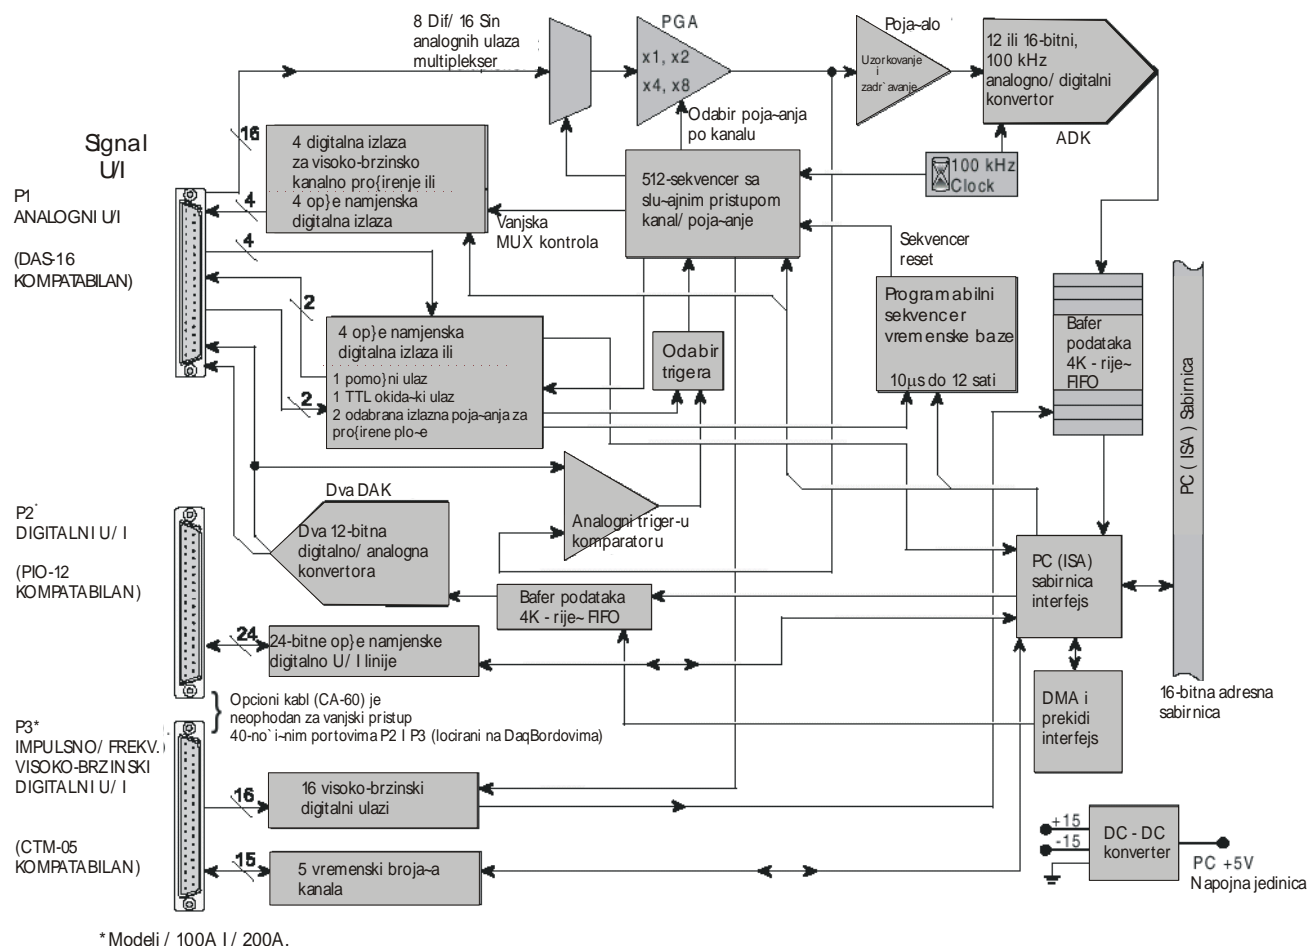 8 Dif/ 16 Sin
analognih ulaza
multiplekser
PGA
x1, x2
x4, x8
Poja~alo
Uzorkovanje
i
zadr`avanje
12 ili 16-bitni,
100 kHz
analogno/ digitalni
konvertor
ADK
Odabir poja~anja
po kanalu
100 kHz
Clock
Signal
U/I
16
4 digitalna izlaza
za visoko-brzinsko
kanalno pro{irenje ili
4 op}e namjenska
digitalna izlaza
512-sekvencer sa
slu~ajnim pristupom
kanal/ poja~anje
P1
ANALOGNI U/I
(DAS-16
KOMPATABILAN)
4
4
Vanjska
MUX kontrola
Sekvencer
reset
2
2
4 op}e namjenska
digitalna izlaza ili
1 pomo}ni ulaz
1 TTL okida~ki ulaz
2 odabrana izlazna poja~anja za
pro{irene plo~e
Odabir
trigera
Programabilni
sekvencer
vremenske baze
10µs do 12 sati
Bafer
podataka
4K - rije~
FIFO
PC ( ISA ) Sabirnica
Dva DAK
Dva 12-bitna
digitalno/ analogna
konvertora
Analogni triger-u
komparatoru
P2*
DIGITALNI U/ I
(PIO-12
KOMPATABILAN)
Bafer podataka
4K - rije~ FIFO
PC (ISA)
sabirnica
interfejs
24
24-bitne op}e namjenske
digitalno U/ I linije
DMA i
prekidi
interfejs
16-bitna adresna
sabirnica
} Opcioni kabl (CA-60) je
neophodan za vanjski pristup
40-no`i~nim portovima P2 I P3 (locirani na DaqBordovima)
P3*
IMPULSNO/ FREKV.
VISOKO-BRZINSKI
DIGITALNI U/ I
(CTM-05
KOMPATABILAN)
16
16 visoko-brzinski
digitalni ulazi
15
5 vremenski broja~a
kanala
+15
-15
DC - DC
konverter
PC +5V
Napojna jedinica
* Modeli / 100A I / 200A.